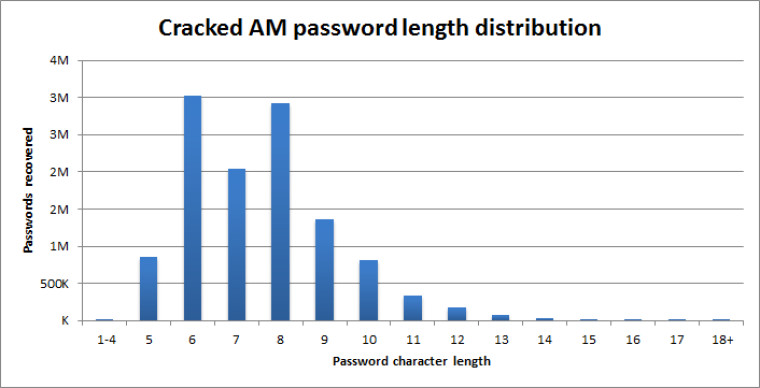 Cracked AM password length distribution
4M
3M
3M
2M
2M
1M
500K
K
Passwords recovered
1-4 5 6 7 8 9 10 11 12 13 14 15 16 17 18+
Password character length